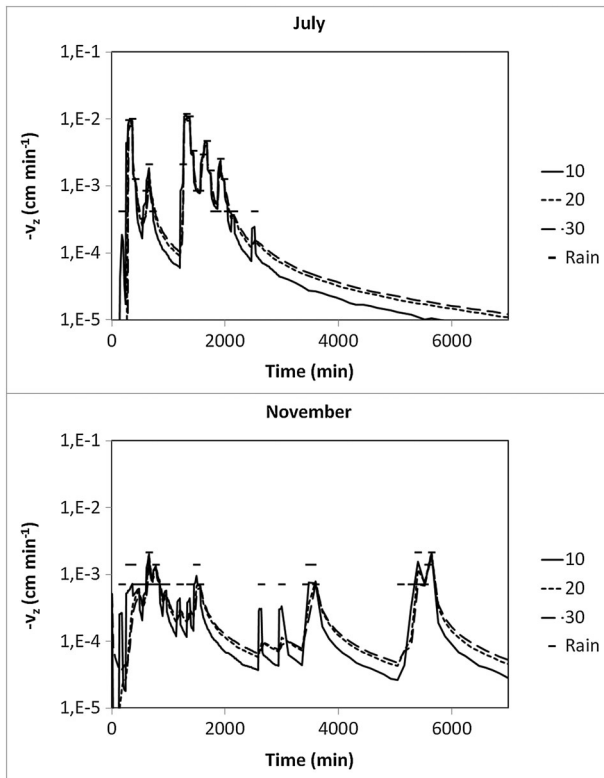 July
1,E-1
1,E-2
1,E-3
1,E-4
1,E-5
-vz (cm min-1)
0 2000 4000 6000
Time (min)
10
20
30
Rain
November
1,E-1
1,E-2
1,E-3
1,E-4
1,E-5
-vz (cm min-1)
0 2000 4000 6000
Time (min)
10
20
30
Rain